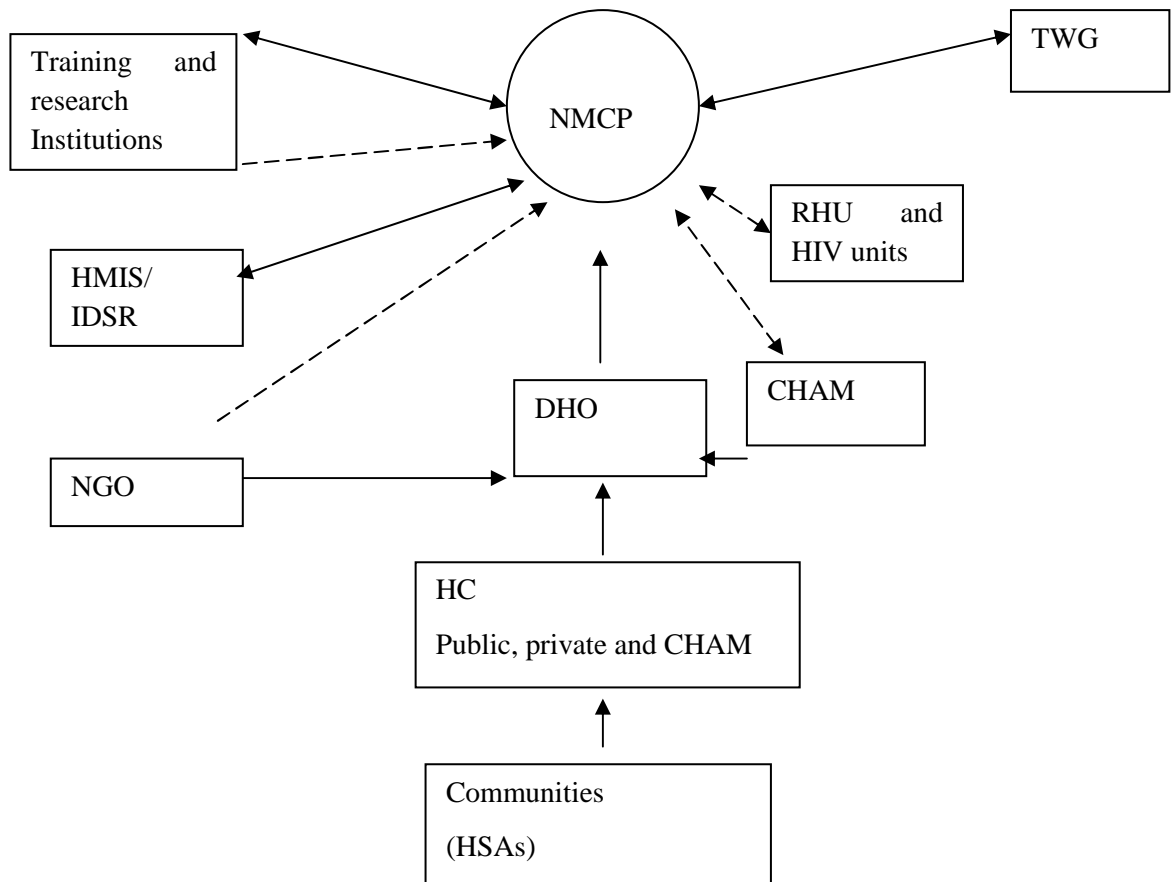 Training and
research
Institutions
NMCP
TWG
RHU and
HIV units
HMIS/
IDSR
DHO
CHAM
NGO
HC
Public, private and CHAM
Communities
(HSAs)